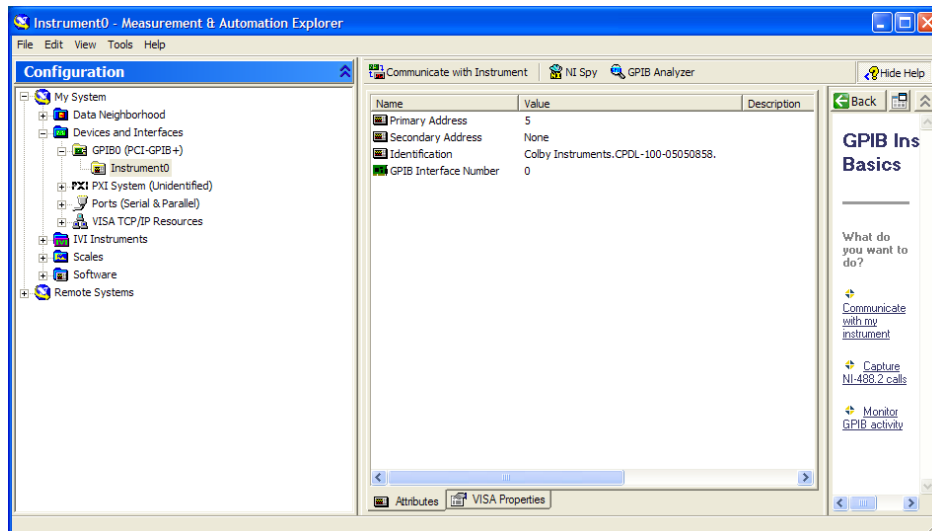 Instrument0 - Measurement & Automation Explorer
File Edit View Tools Help
Configuration
My System
Data Neighborhood
Devices and Interfaces
GPIB0 (PCI-GPIB+)
Instrument0
PXI PXI System (Unidentified)
Ports (Serial & Parallel)
VISA TCP/IP Resources
IVI Instruments
Scales
Software
Remote Systems
Communicate with Instrument NI Spy GPIB Analyzer Hide Help
Name Value Description
Primary Address 5
Secondary Address None
Identification Colby Instruments.CPDL-100-05050858.
GPIB Interface Number 0
Attributes VISA Properties
Back
GPIB Ins
Basics
What do
you want to
do?
Communicate
with my
instrument
Capture
NI-488.2 calls
Monitor
GPIB activity